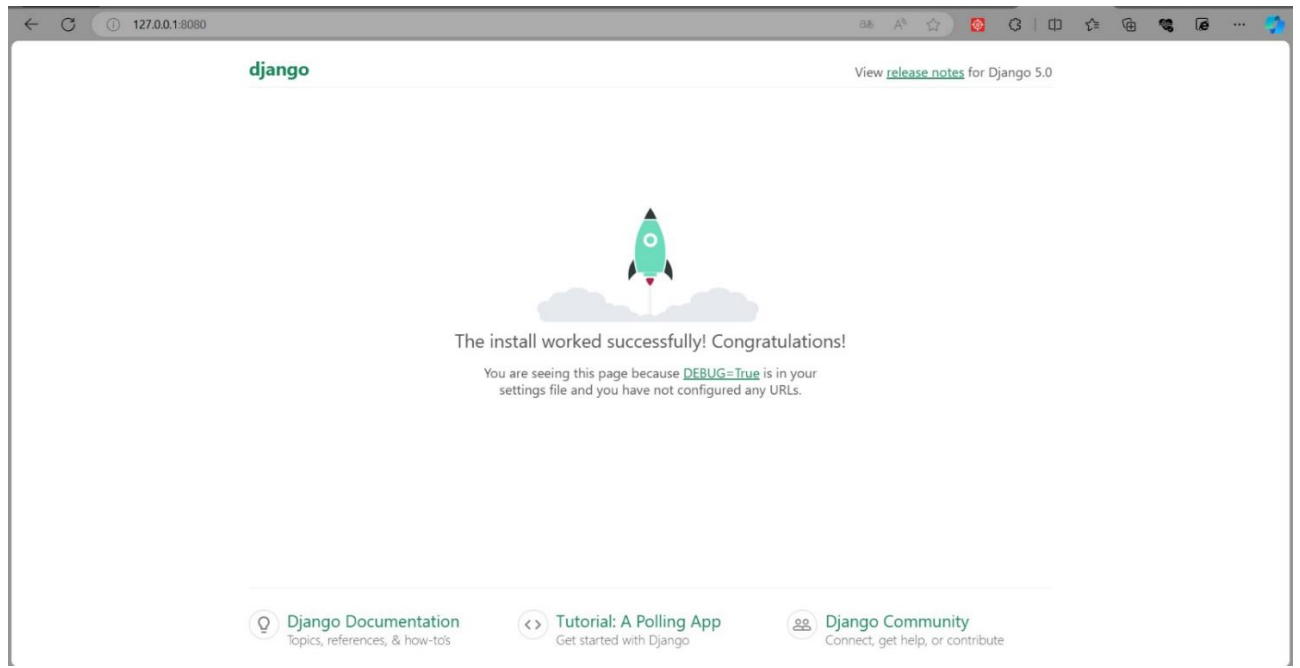 127.0.0.1:8080
django
View release notes for Django 5.0
The install worked successfully! Congratulations!
You are seeing this page because DEBUG=True is in your
settings file and you have not configured any URLs.
Django Documentation
Topics, references, & how-to's
Tutorial: A Polling App
Get started with Django
Django Community
Connect, get help, or contribute